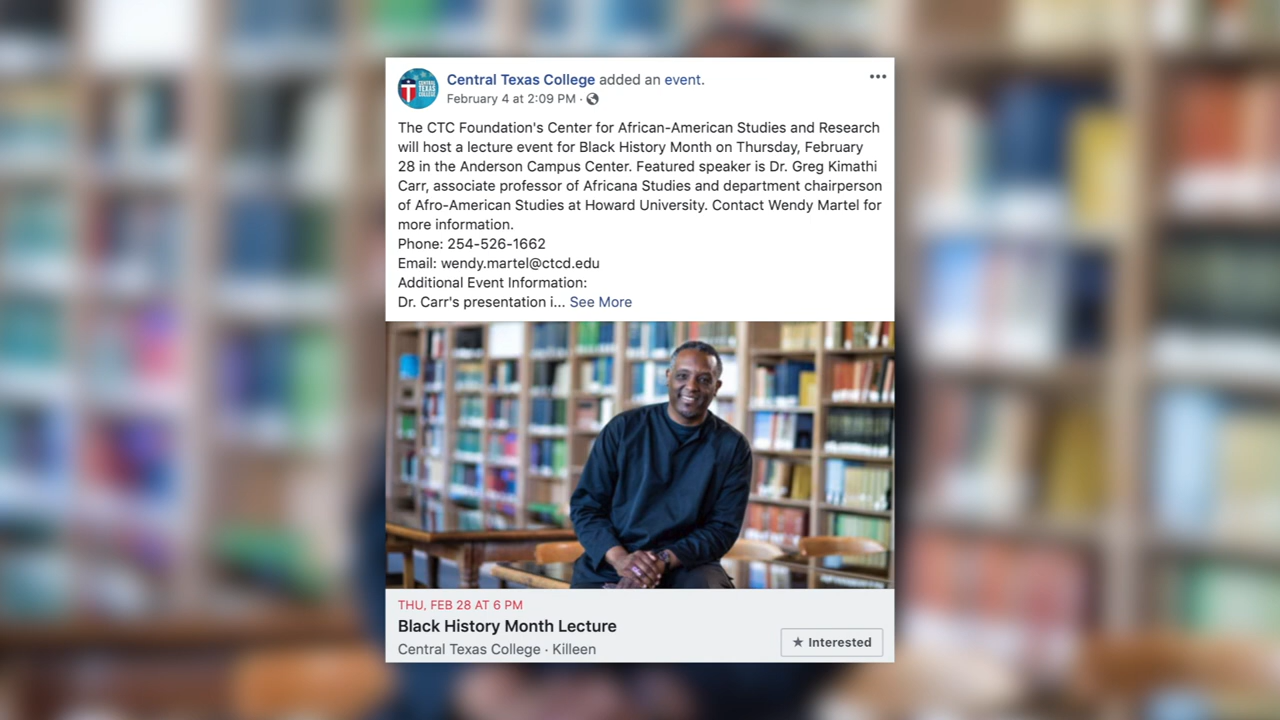 CENTRAL
TEXAS
COLLEGE
Central Texas College added an event.
February 4 at 2:09 PM ·
The CTC Foundation's Center for African-American Studies and Research
will host a lecture event for Black History Month on Thursday, February
28 in the Anderson Campus Center. Featured speaker is Dr. Greg Kimathi
Carr, associate professor of Africana Studies and department chairperson
of Afro-American Studies at Howard University. Contact Wendy Martel for
more information.
Phone: 254-526-1662
Email: wendy.martel@ctcd.edu
Additional Event Information:
Dr. Carr's presentation i... See More
THU, FEB 28 AT 6 PM
Black History Month Lecture
Central Texas College · Killeen
★ Interested